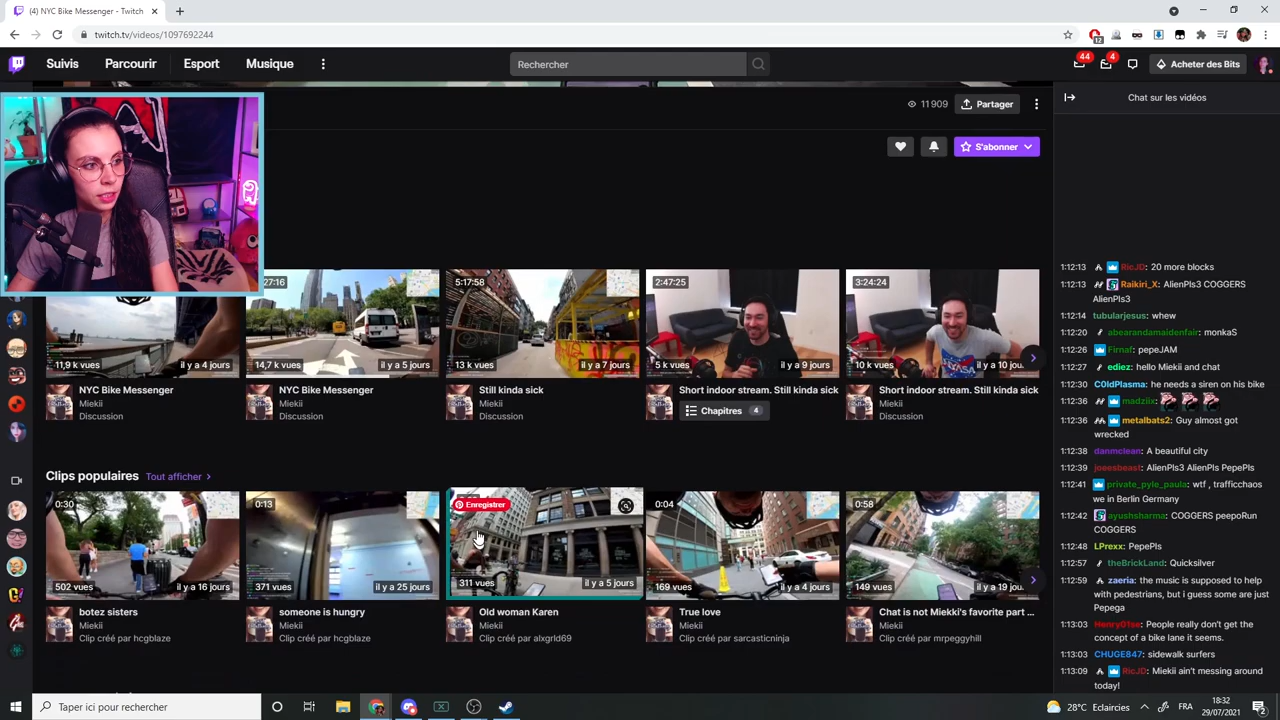 (4) NYC Bike Messenger - Twitch
twitch.tv/videos/1097692244
12
Suivis
Parcourir
Esport
Musique
Rechercher
44
4
Acheter des Bits
11 909
Partager
S'abonner
Chat sur les vidéos
:27:16
5:17:58
2:47:25
3:24:24
11,9 k vues
il y a 4 jours
14,7 k vues
il y a 5 jours
13 k vues
il y a 7 jours
5 k vues
il y a 9 jours
10 k vues
il y a 10 jou
NYC Bike Messenger
Miekii
Discussion
NYC Bike Messenger
Miekii
Discussion
Still kinda sick
Miekii
Discussion
Short indoor stream. Still kinda sick
Miekii
Chapitres
4
Short indoor stream. Still kinda sick
Miekii
Discussion
Clips populaires
Tout afficher
0:30
0:13
Enregistrer
0:04
0:58
502 vues
il y a 16 jours
371 vues
il y a 25 jours
311 vues
il y a 5 jours
169 vues
il y a 4 jours
149 vues
il y a 19 jou
botez sisters
Miekii
Clip créé par hcgblaze
someone is hungry
Miekii
Clip créé par hcgblaze
Old woman Karen
Miekii
Clip créé par alxgrld69
True love
Miekii
Clip créé par sarcasticninja
Chat is not Miekki's favorite part ...
Miekii
Clip créé par mrpeggyhill
1:12:13 RicJD: 20 more blocks
1:12:13 Raikiri_X: AlienPls3 COGGERS
AlienPls3
1:12:14 tubularjesus: whew
1:12:20 abearandamaidenfair: monkaS
1:12:26 Firnaf: pepeJAM
1:12:27 ediez: hello Miekii and chat
1:12:30 C0ldPlasma: he needs a siren on his bike
1:12:36 madziix:
1:12:36 metalbats2: Guy almost got
wrecked
1:12:38 danmclean: A beautiful city
1:12:39 joeesbeast: AlienPls3 AlienPls PepePls
1:12:41 private_pyle_paula: wtf , trafficchaos
we in Berlin Germany
1:12:42 ayushsharma: COGGERS peepoRun
COGGERS
1:12:48 LPrexx: PepePls
1:12:57 theBrickLand: Quicksilver
1:12:59 zaeria: the music is supposed to help
with pedestrians, but i guess some are just
Pepega
1:13:03 Henry01ss: People really don't get the
concept of a bike lane it seems.
1:13:03 CHUGE847: sidewalk surfers
1:13:09 RicJD: Miekii ain't messing around
today!
Taper ici pour rechercher
28°C Eclaircies
FRA
18:32
29/07/2021
2